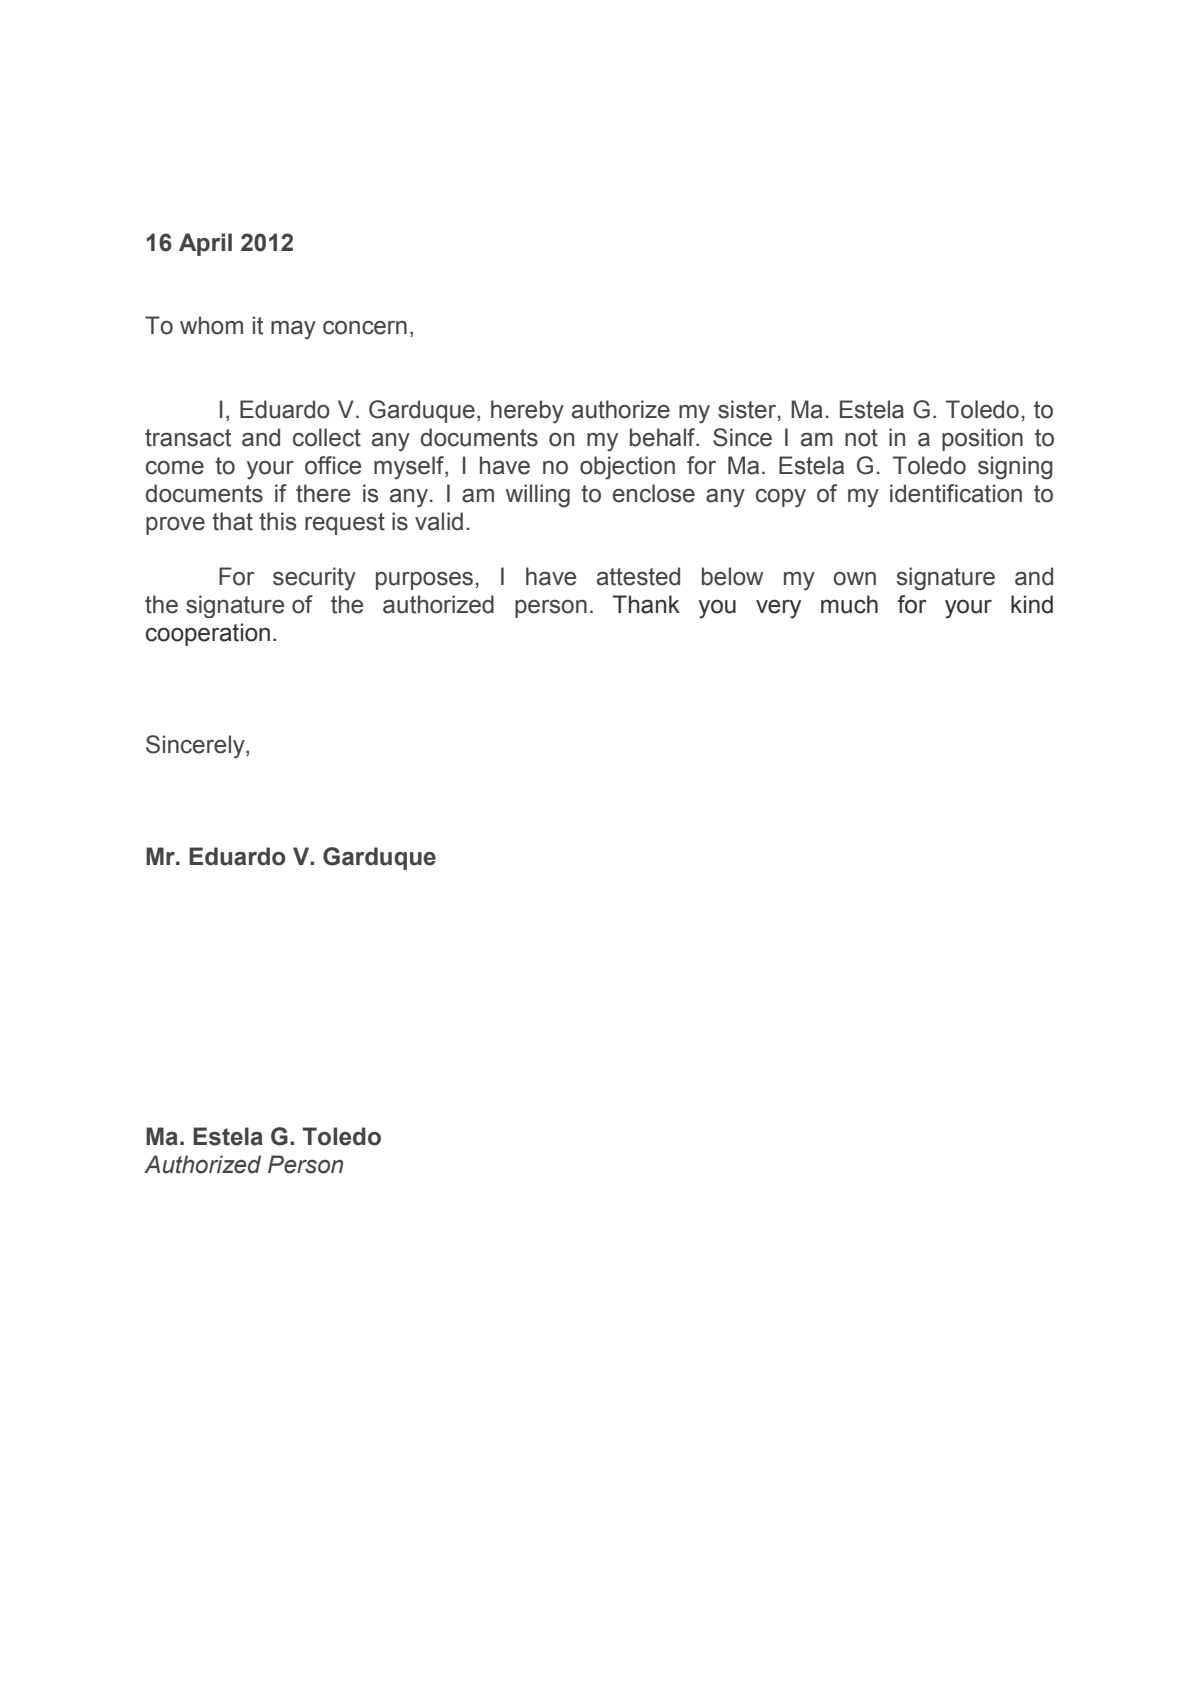 16 April 2012
To whom it may concern,
I, Eduardo V. Garduque, hereby authorize my sister, Ma. Estela G. Toledo, to
transact and collect any documents on my behalf. Since I am not in a position to
come to your office myself, I have no objection for Ma. Estela G. Toledo signing
documents if there is any. I am willing to enclose any copy of my identification to
prove that this request is valid.
For security purposes, I have attested below my own signature and
the signature of the authorized person. Thank you very much for your kind
cooperation.
Sincerely,
Mr. Eduardo V. Garduque
Ma. Estela G. Toledo
Authorized Person